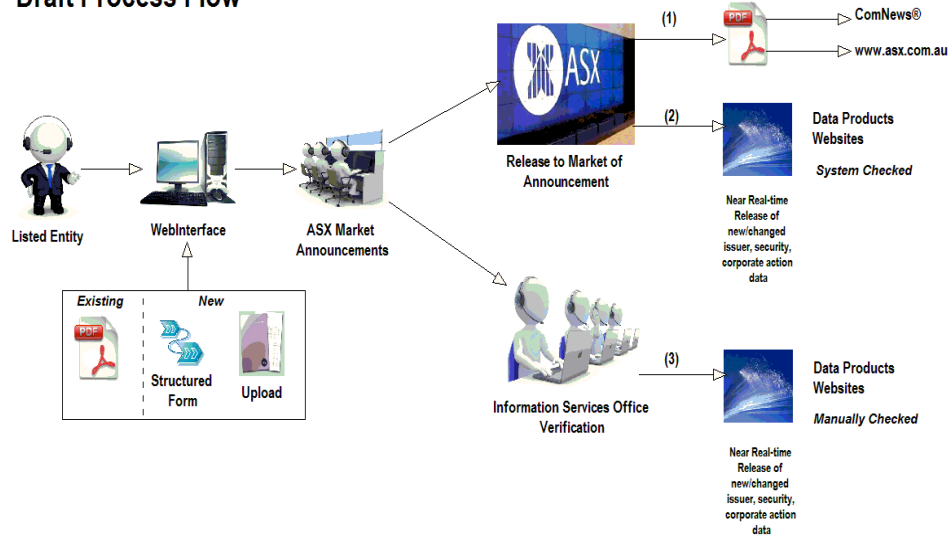 Draft Process Flow
(1)
PDF
ComNews®
www.asx.com.au
ASX
(2)
Data Products
Websites
System Checked
Release to Market of
Announcement
Near Real-time
Release of
new/changed
issuer, security,
corporate action
data
Listed Entity
WebInterface
ASX Market
Announcements
Existing
New
PDF
Structured
Form
Upload
Information Services Office
Verification
(3)
Data Products
Websites
Manually Checked
Near Real-time
Release of
new/changed
issuer, security,
corporate action
data